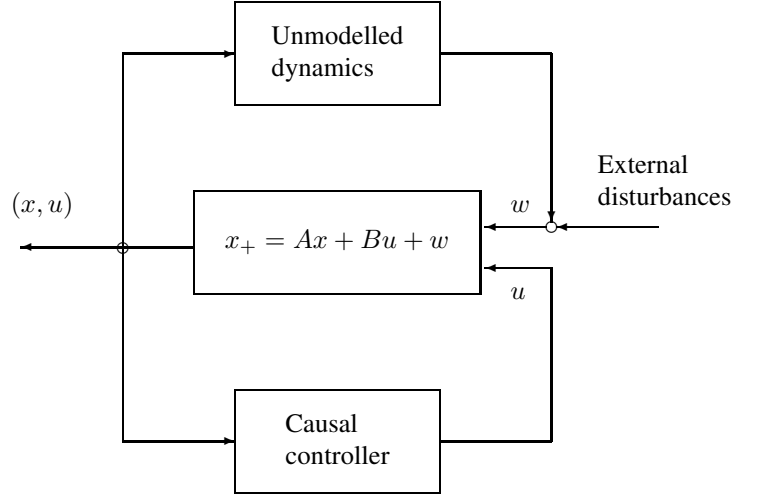 Unmodelled
dynamics
External
disturbances
(x, u)
w
x₊ = Ax + Bu + w
u
Causal
controller